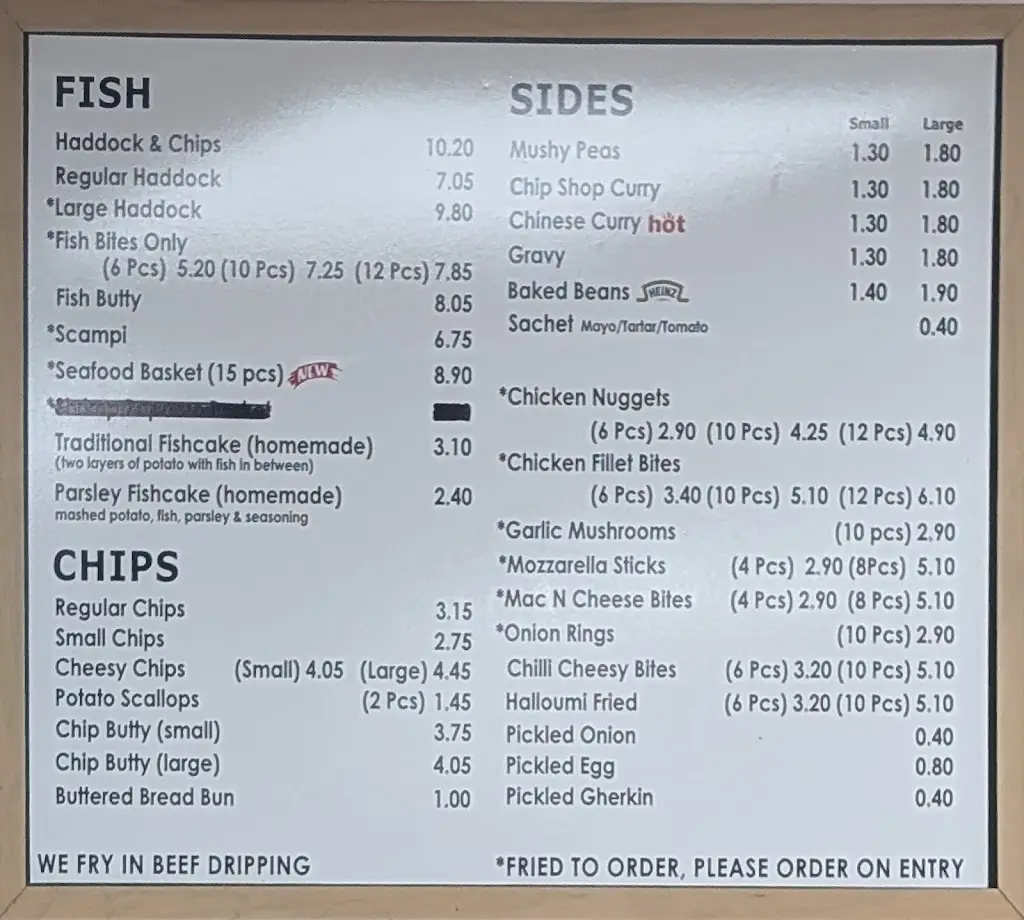 FISH
Haddock & Chips 10.20
Regular Haddock 7.05
*Large Haddock 9.80
*Fish Bites Only
(6 Pcs) 5.20 (10 Pcs) 7.25 (12 Pcs) 7.85
Fish Butty 8.05
*Scampi 6.75
*Seafood Basket (15 pcs) NEW 8.90
Traditional Fishcake (homemade) 3.10
(two layers of potato with fish in between)
Parsley Fishcake (homemade) 2.40
mashed potato, fish, parsley & seasoning
CHIPS
Regular Chips 3.15
Small Chips 2.75
Cheesy Chips (Small) 4.05 (Large) 4.45
Potato Scallops (2 Pcs) 1.45
Chip Butty (small) 3.75
Chip Butty (large) 4.05
Buttered Bread Bun 1.00
WE FRY IN BEEF DRIPPING
SIDES
Small Large
Mushy Peas 1.30 1.80
Chip Shop Curry 1.30 1.80
Chinese Curry hot 1.30 1.80
Gravy 1.30 1.80
Baked Beans HEINZ 1.40 1.90
Sachet Mayo/Tartar/Tomato 0.40
*Chicken Nuggets
(6 Pcs) 2.90 (10 Pcs) 4.25 (12 Pcs) 4.90
*Chicken Fillet Bites
(6 Pcs) 3.40 (10 Pcs) 5.10 (12 Pcs) 6.10
*Garlic Mushrooms (10 pcs) 2.90
*Mozzarella Sticks (4 Pcs) 2.90 (8Pcs) 5.10
*Mac N Cheese Bites (4 Pcs) 2.90 (8 Pcs) 5.10
*Onion Rings (10 Pcs) 2.90
Chilli Cheesy Bites (6 Pcs) 3.20 (10 Pcs) 5.10
Halloumi Fried (6 Pcs) 3.20 (10 Pcs) 5.10
Pickled Onion 0.40
Pickled Egg 0.80
Pickled Gherkin 0.40
*FRIED TO ORDER, PLEASE ORDER ON ENTRY